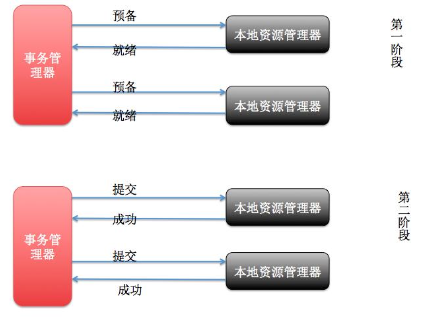 预备
就绪
事务管
理器
预备
就绪
本地资源管理器
本地资源管理器
第一阶段
提交
成功
事务管
理器
提交
成功
本地资源管理器
本地资源管理器
第二阶段